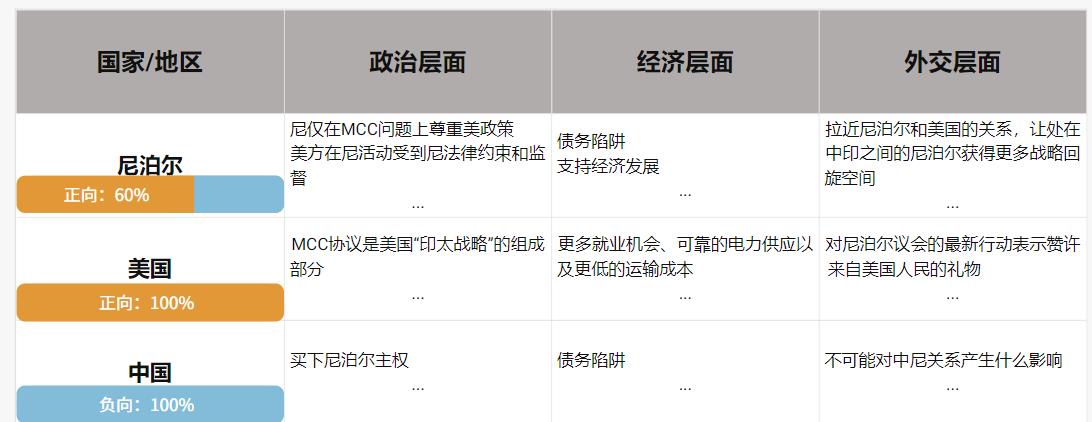 国家/地区
政治层面
经济层面
外交层面
尼泊尔
正向：60%
尼仅在MCC问题上尊重美政策
美方在尼活动受到尼法律约束和监
督
...
债务陷阱
支持经济发展
...
拉近尼泊尔和美国的关系，让处在
中印之间的尼泊尔获得更多战略回
旋空间
...
美国
正向：100%
MCC协议是美国“印太战略”的组成
部分
...
更多就业机会、可靠的电力供应以
及更低的运输成本
...
对尼泊尔议会的最新行动表示赞许
来自美国人民的礼物
...
中国
负向：100%
买下尼泊尔主权
...
债务陷阱
...
不可能对中尼关系产生什么影响
...